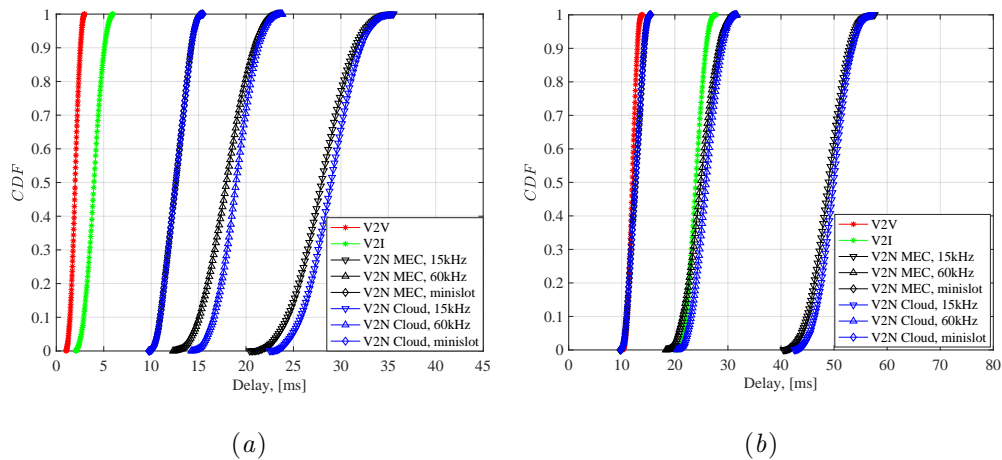 1
0.9
0.8
0.7
0.6
0.5
0.4
0.3
0.2
0.1
0
CDF
0 5 10 15 20 25 30 35 40 45
Delay, [ms]
V2V
V2I
V2N MEC, 15kHz
V2N MEC, 60kHz
V2N MEC, minislot
V2N Cloud, 15kHz
V2N Cloud, 60kHz
V2N Cloud, minislot
(a)
1
0.9
0.8
0.7
0.6
0.5
0.4
0.3
0.2
0.1
0
CDF
0 10 20 30 40 50 60 70 80
Delay, [ms]
V2V
V2I
V2N MEC, 15kHz
V2N MEC, 60kHz
V2N MEC, minislot
V2N Cloud, 15kHz
V2N Cloud, 60kHz
V2N Cloud, minislot
(b)